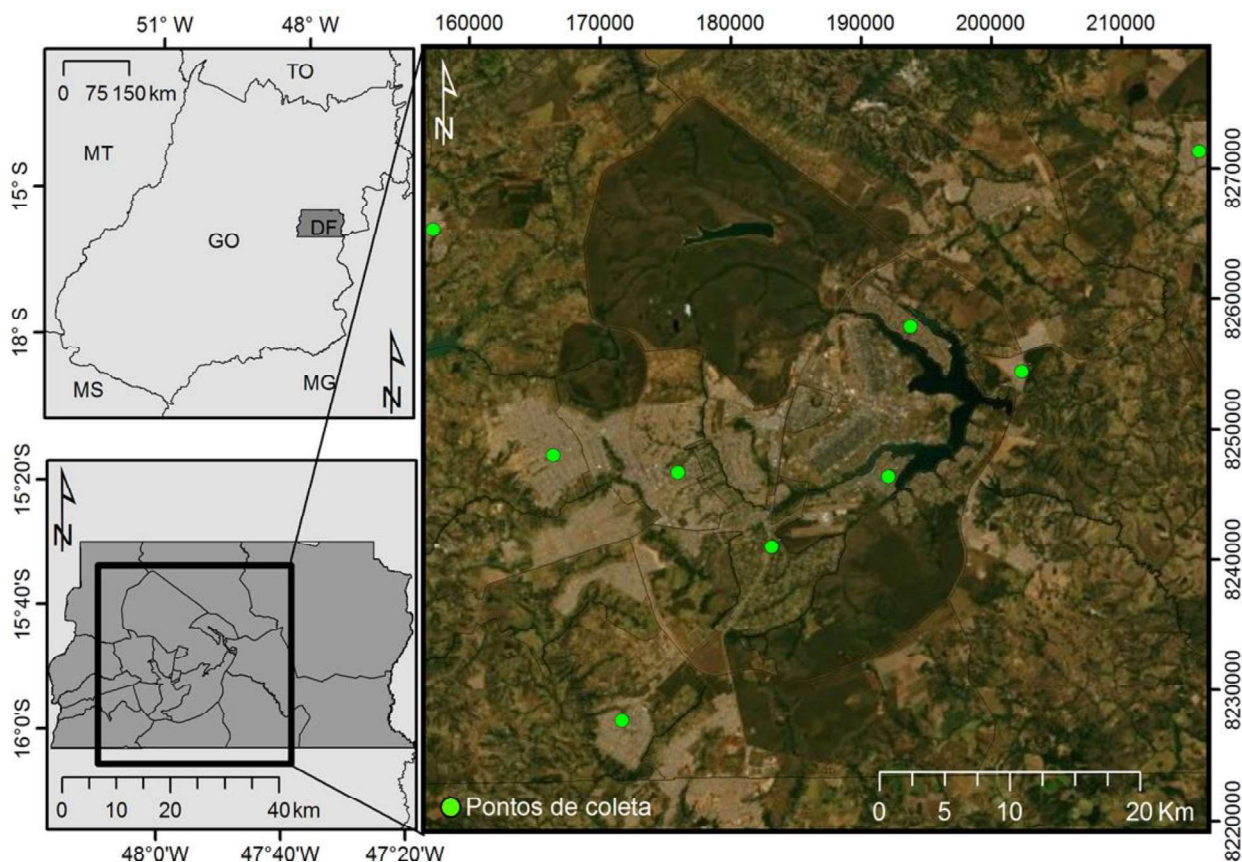 51° W 48° W
0 75 150 km
TO
MT
15° S
DF
GO
18° S
MS
MG
N
15°20'S
N
15°40'S
16°0'S
0 10 20 40 km
48°0'W 47°40'W 47°20'W
160000 170000 180000 190000 200000 210000
N
8270000
8260000
8250000
8240000
8230000
8220000
Pontos de coleta
0 5 10 20 Km